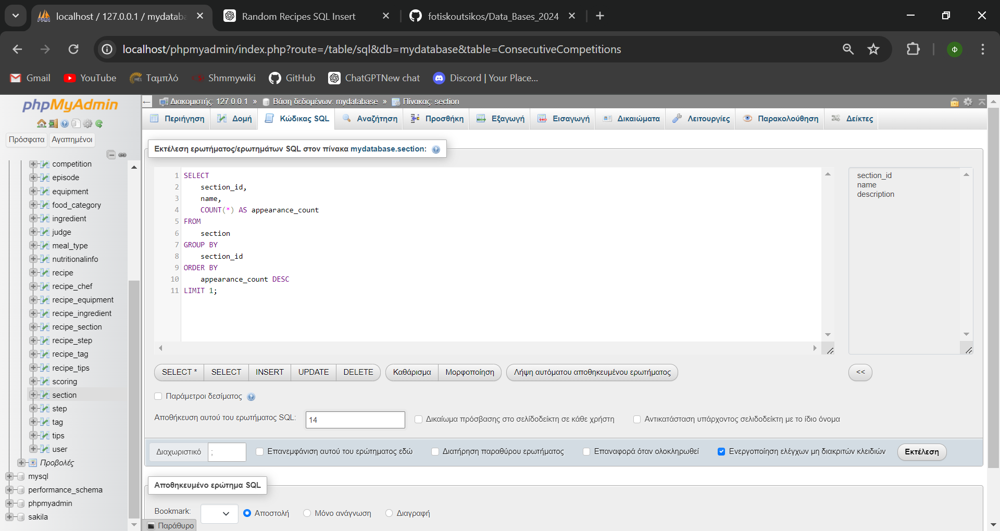 localhost / 127.0.0.1 / mydataba
Random Recipes SQL Insert
fotiskoutsikos/Data_Bases_2024
localhost/phpmyadmin/index.php?route=/table/sql&db=mydatabase&table=ConsecutiveCompetitions
Φ
Gmail
YouTube
Ταμπλό
Shmmywiki
GitHub
ChatGPTNew chat
Discord | Your Place...
phpMyAdmin
Πρόσφατα
Αγαπημένοι
competition
episode
equipment
food_category
ingredient
judge
meal_type
nutritionalinfo
recipe
recipe_chef
recipe_equipment
recipe_ingredient
recipe_section
recipe_step
recipe_tag
recipe_tips
scoring
section
step
tag
tips
user
Προβολές
mysql
performance_schema
phpmyadmin
sakila
Διακομιστής: 127.0.0.1 » Βάση δεδομένων: mydatabase » Πίνακας: section
Περιήγηση
Δομή
Κώδικας SQL
Αναζήτηση
Προσθήκη
Εξαγωγή
Εισαγωγή
Δικαιώματα
Λειτουργίες
Παρακολούθηση
Δείκτες
Εκτέλεση ερωτήματος/ερωτημάτων SQL στον πίνακα mydatabase.section:
1 SELECT
2 section_id,
3 name,
4 COUNT(*) AS appearance_count
5 FROM
6 section
7 GROUP BY
8 section_id
9 ORDER BY
10 appearance_count DESC
11 LIMIT 1;
section_id
name
description
SELECT *
SELECT
INSERT
UPDATE
DELETE
Καθάρισμα
Μορφοποίηση
Λήψη αυτόματου αποθηκευμένου ερωτήματος
<<
Παράμετροι δεσίματος
Αποθήκευση αυτού του ερωτήματος SQL:
14
Δικαίωμα πρόσβασης στο σελίδοδείκτη σε κάθε χρήστη
Αντικατάσταση υπάρχοντος σελιδοδείκτη με το ίδιο όνομα
Διαχωριστικό
;
Επανεμφάνιση αυτού του ερώτηματος εδώ
Διατήρηση παραθύρου ερωτήματος
Επαναφορά όταν ολοκληρωθεί
Ενεργοποίηση ελέγχων μη διακριτών κλειδιών
Εκτέλεση
Αποθηκευμένο ερώτημα SQL
Bookmark:
Αποστολή
Μόνο ανάγνωση
Διαγραφή
Παράθυρο